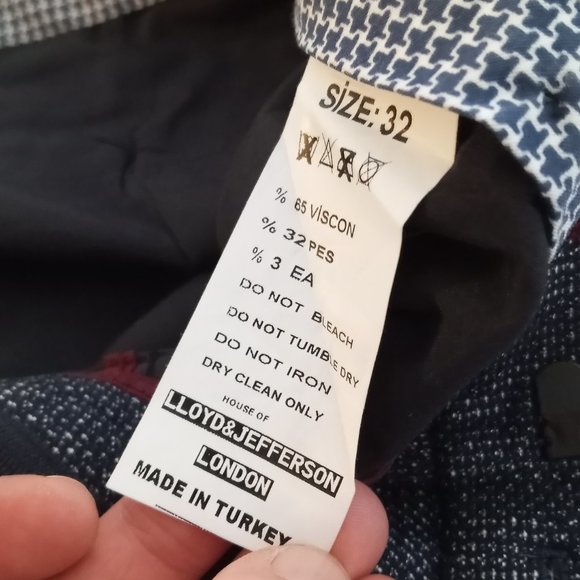 SİZE: 32
% 65 VİSCON
% 32 PES
% 3 EA
DO NOT BLEACH
DO NOT TUMBLE DRY
DO NOT IRON
DRY CLEAN ONLY
HOUSE OF
LLOYD&JEFFERSON
LONDON
MADE IN TURKEY